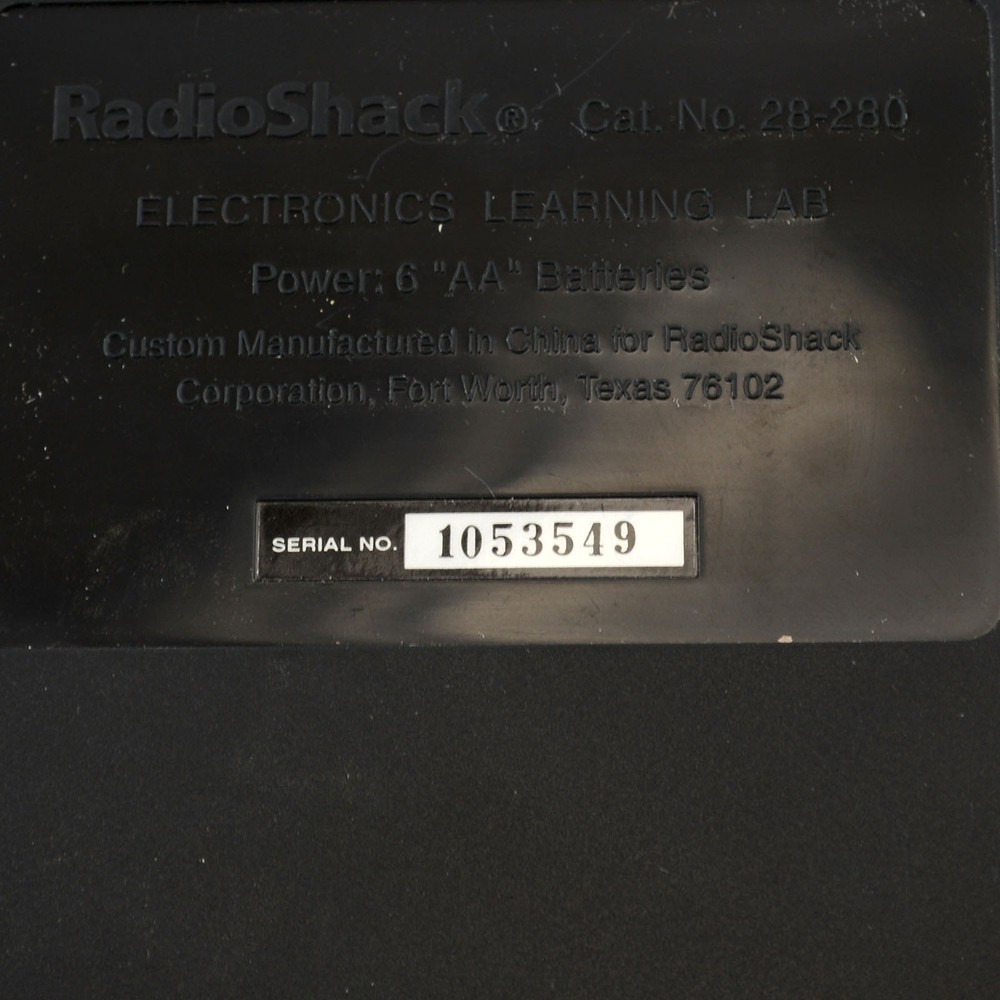 RadioShack® Cat. No. 28-280
ELECTRONICS LEARNING LAB
Power: 6 "AA" Batteries
Custom Manufactured in China for RadioShack
Corporation, Fort Worth, Texas 76102
SERIAL NO. 1053549